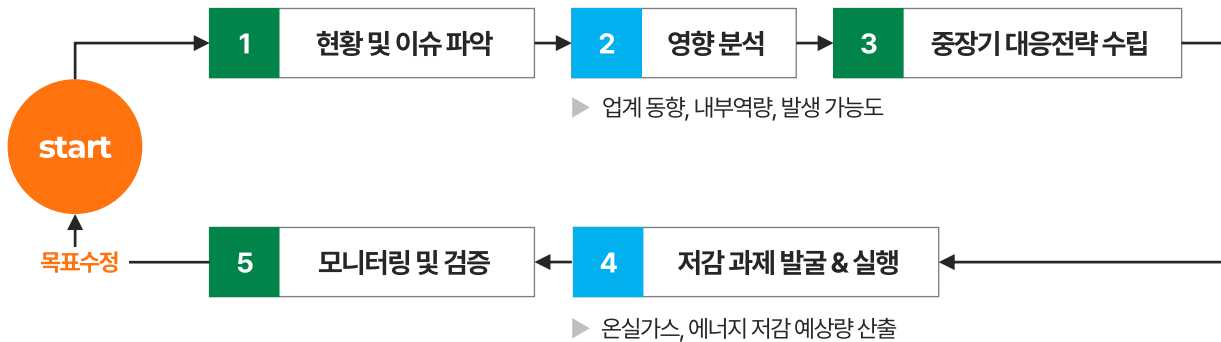 start
1 현황 및 이슈 파악
2 영향 분석
▶ 업계 동향, 내부역량, 발생 가능도
3 중장기 대응전략 수립
4 저감 과제 발굴 & 실행
▶ 온실가스, 에너지 저감 예상량 산출
5 모니터링 및 검증
목표수정